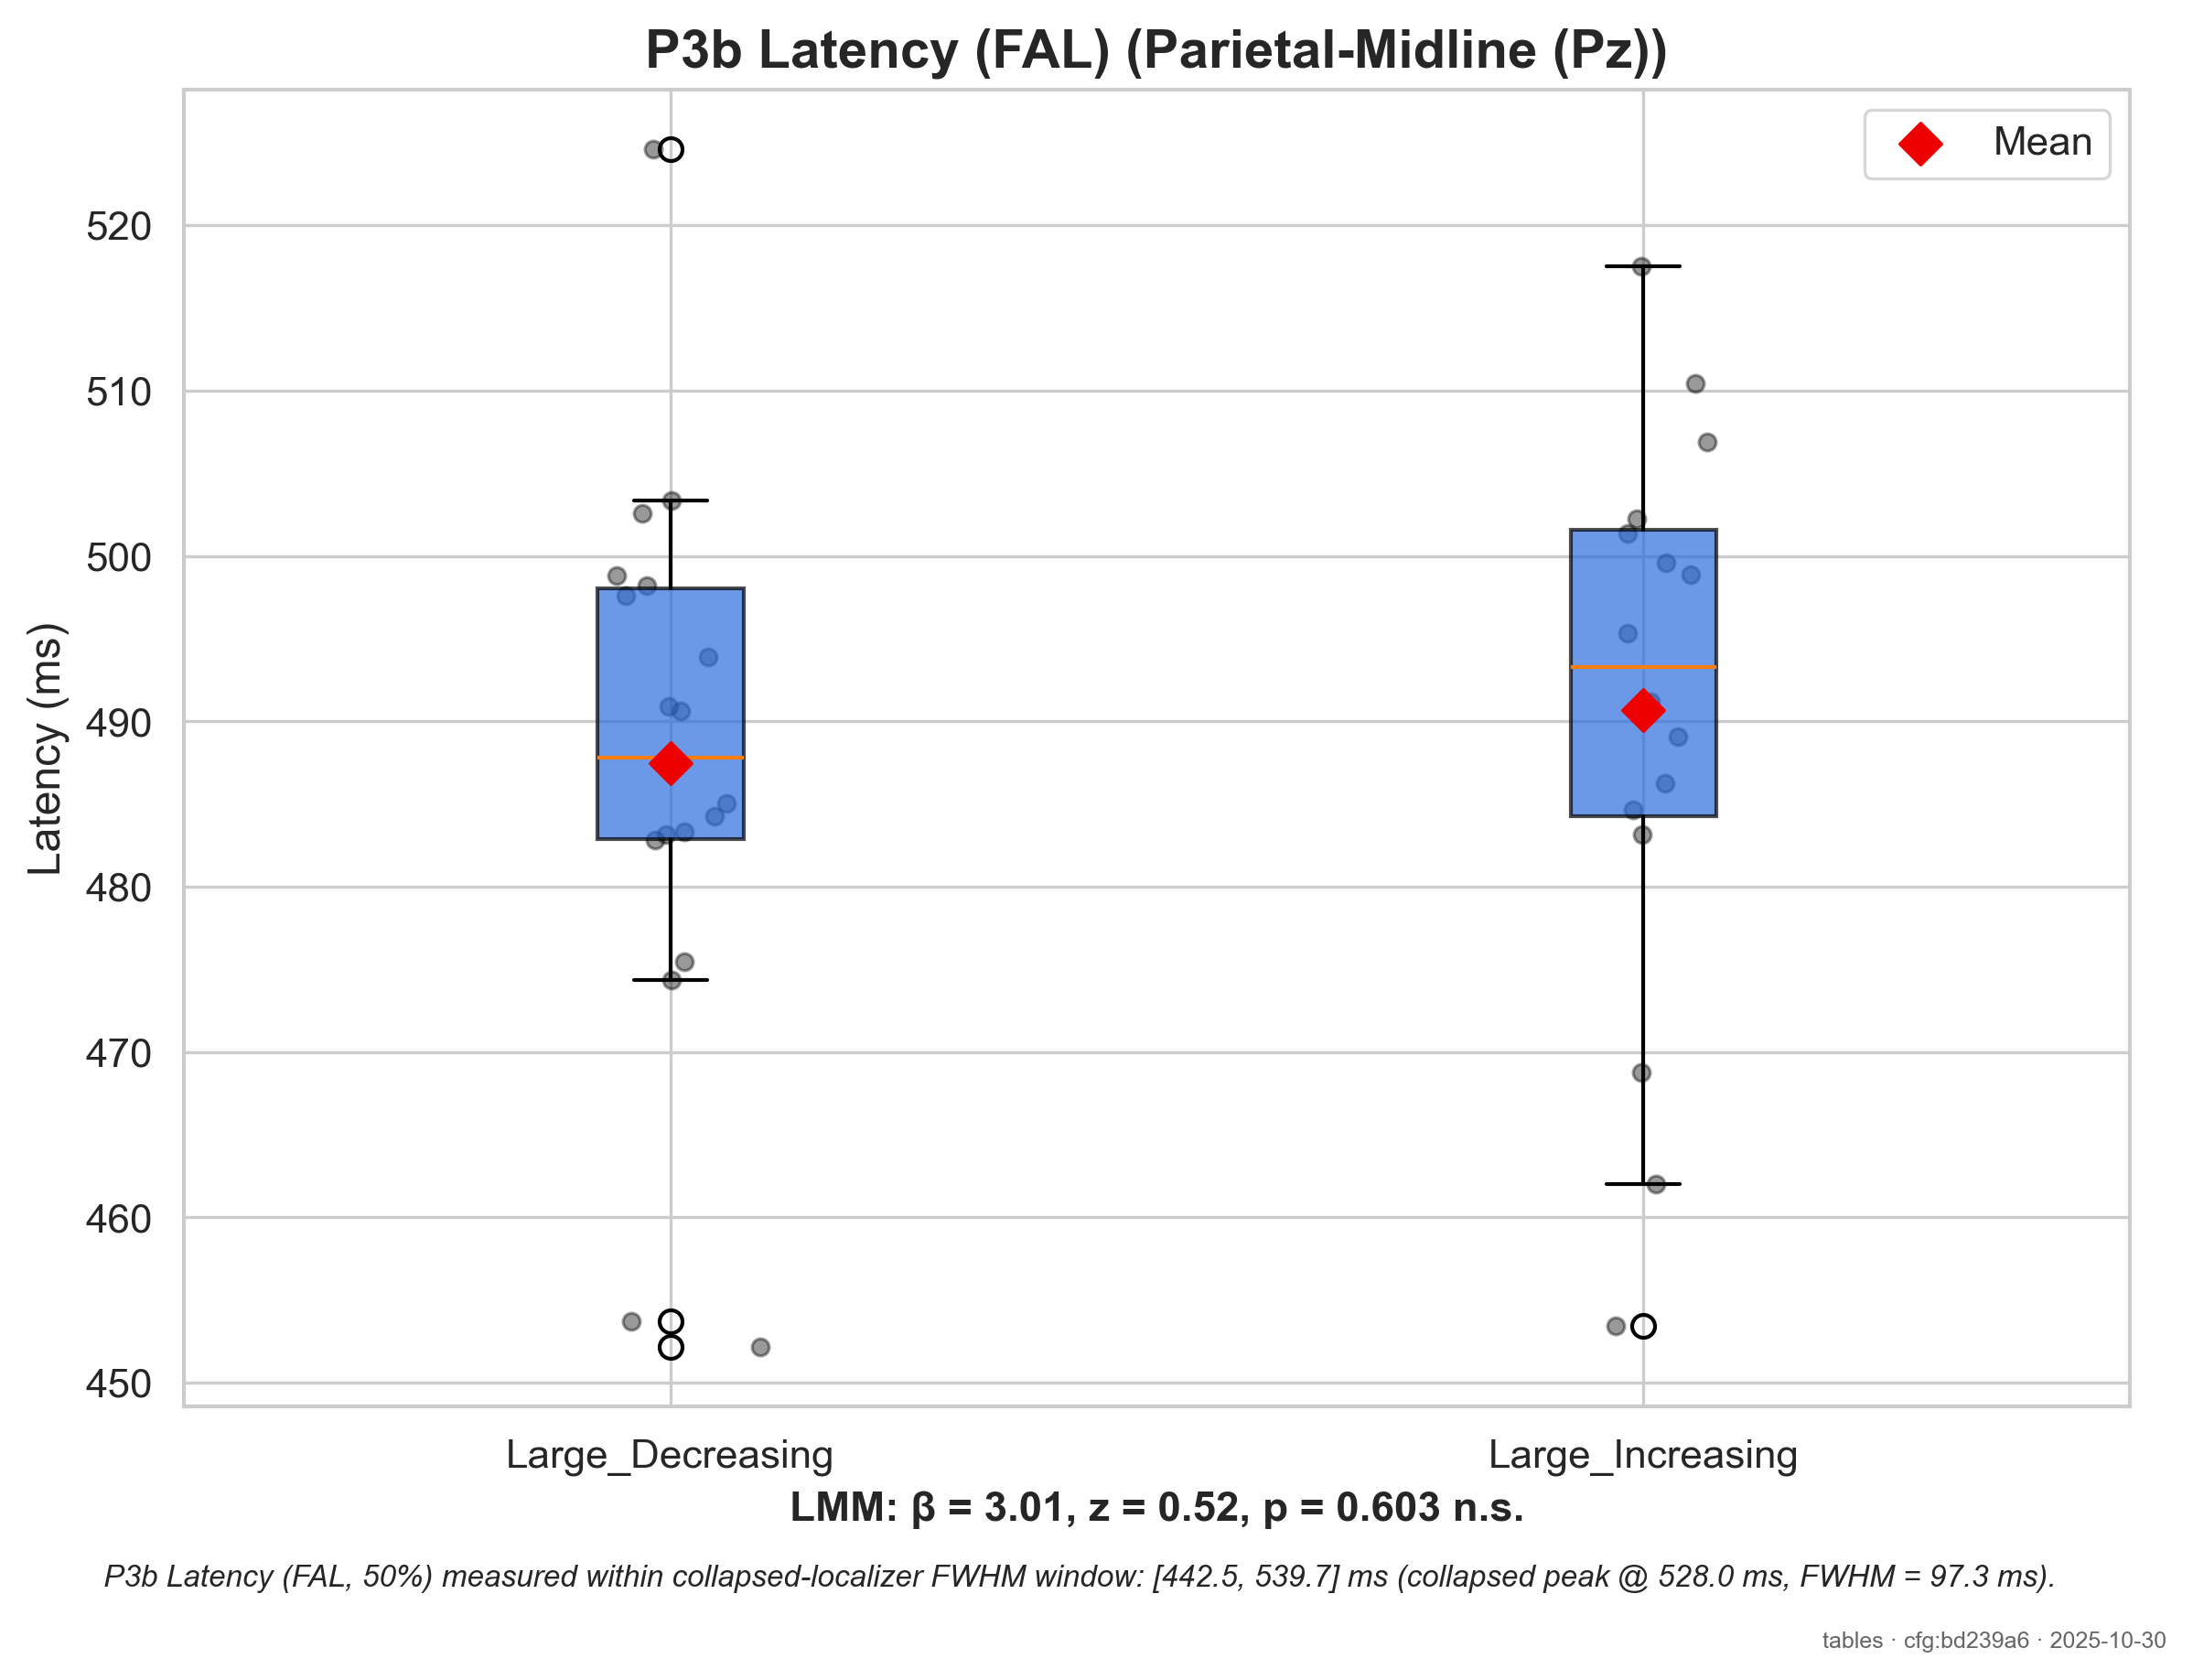 P3b Latency (FAL) (Parietal-Midline (Pz))
Mean
Latency (ms)
520
510
500
490
480
470
460
450
Large_Decreasing
Large_Increasing
LMM: β = 3.01, z = 0.52, p = 0.603 n.s.
P3b Latency (FAL, 50%) measured within collapsed-localizer FWHM window: [442.5, 539.7] ms (collapsed peak @ 528.0 ms, FWHM = 97.3 ms).
tables · cfg:bd239a6 · 2025-10-30